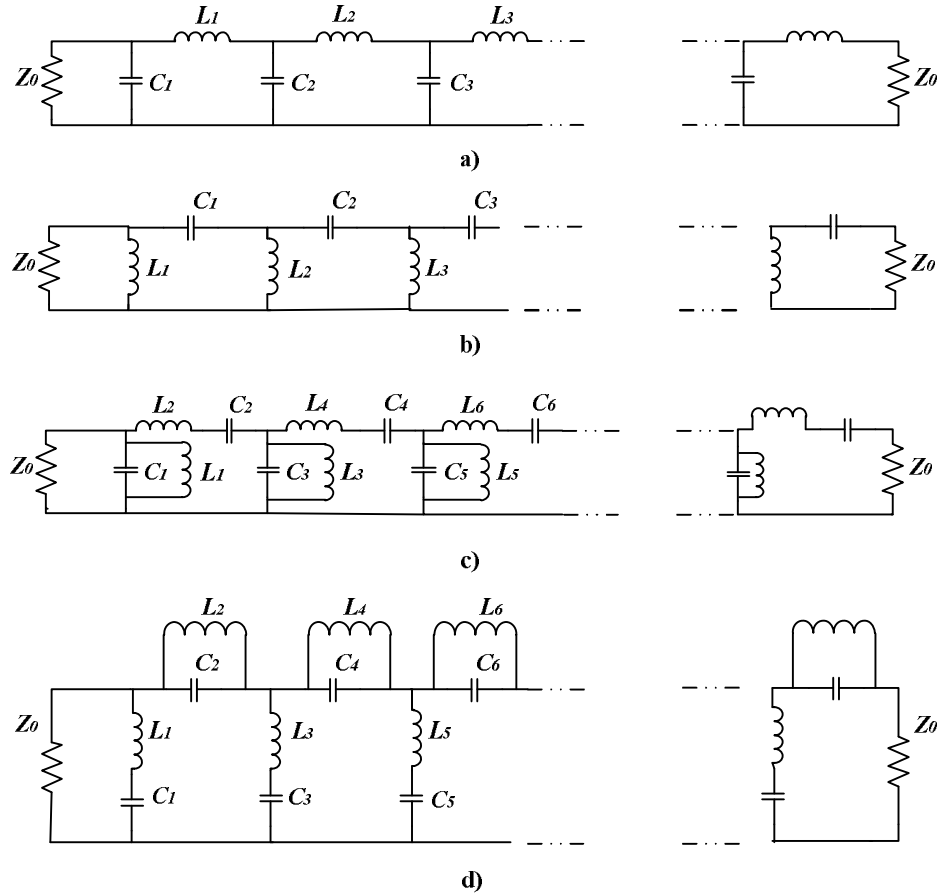 L1 L2 L3
Z0 C1 C2 C3 Z0
a)
C1 C2 C3
Z0 L1 L2 L3 Z0
b)
L2 C2 L4 C4 L6 C6
Z0 C1 L1 C3 L3 C5 L5 Z0
c)
L2 L4 L6
C2 C4 C6
Z0 L1 L3 L5 Z0
C1 C3 C5
d)